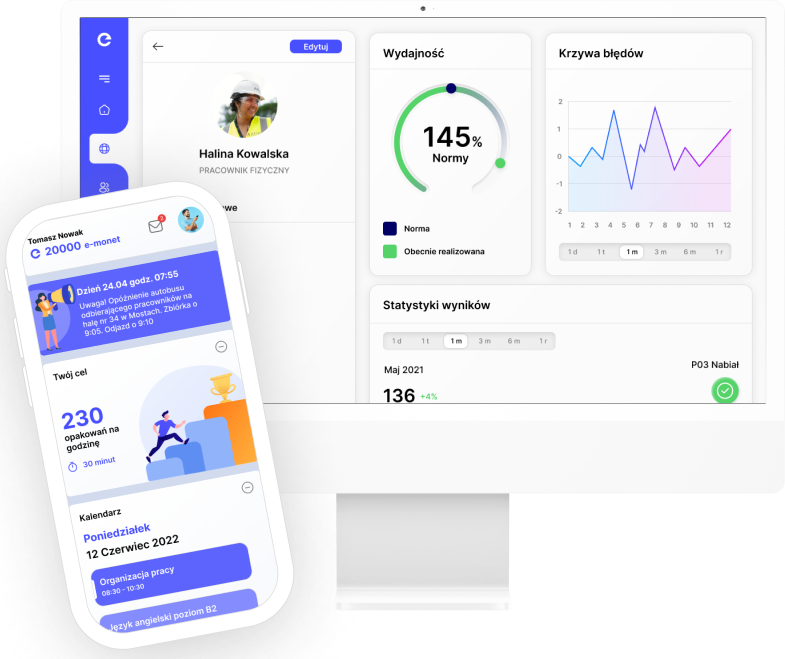 Edytuj
Halina Kowalska
PRACOWNIK FIZYCZNY
we
Wydajność
145%
Normy
Norma
Obecnie realizowana
Krzywa błędów
2
1
0
-1
-2
1 2 3 4 5 6 7 8 9 10 11 12
1 d 1 t 1 m 3 m 6 m 1 r
Statystyki wyników
1 d 1 t 1 m 3 m 6 m 1 r
Maj 2021
P03 Nabiał
136 +4%
Tomasz Nowak
20000 e-monet
1
Dzień 24.04 godz. 07:55
Uwaga! Opóźnienie autobusu
odbierającego pracowników na
halę nr 34 w Mostach. Zbiórka o
9:05. Odjazd o 9:10
Twój cel
230
opakowań na
godzinę
30 minut
Kalendarz
Poniedziałek
12 Czerwiec 2022
Organizacja pracy
08:30 - 10:30
Język angielski poziom B2